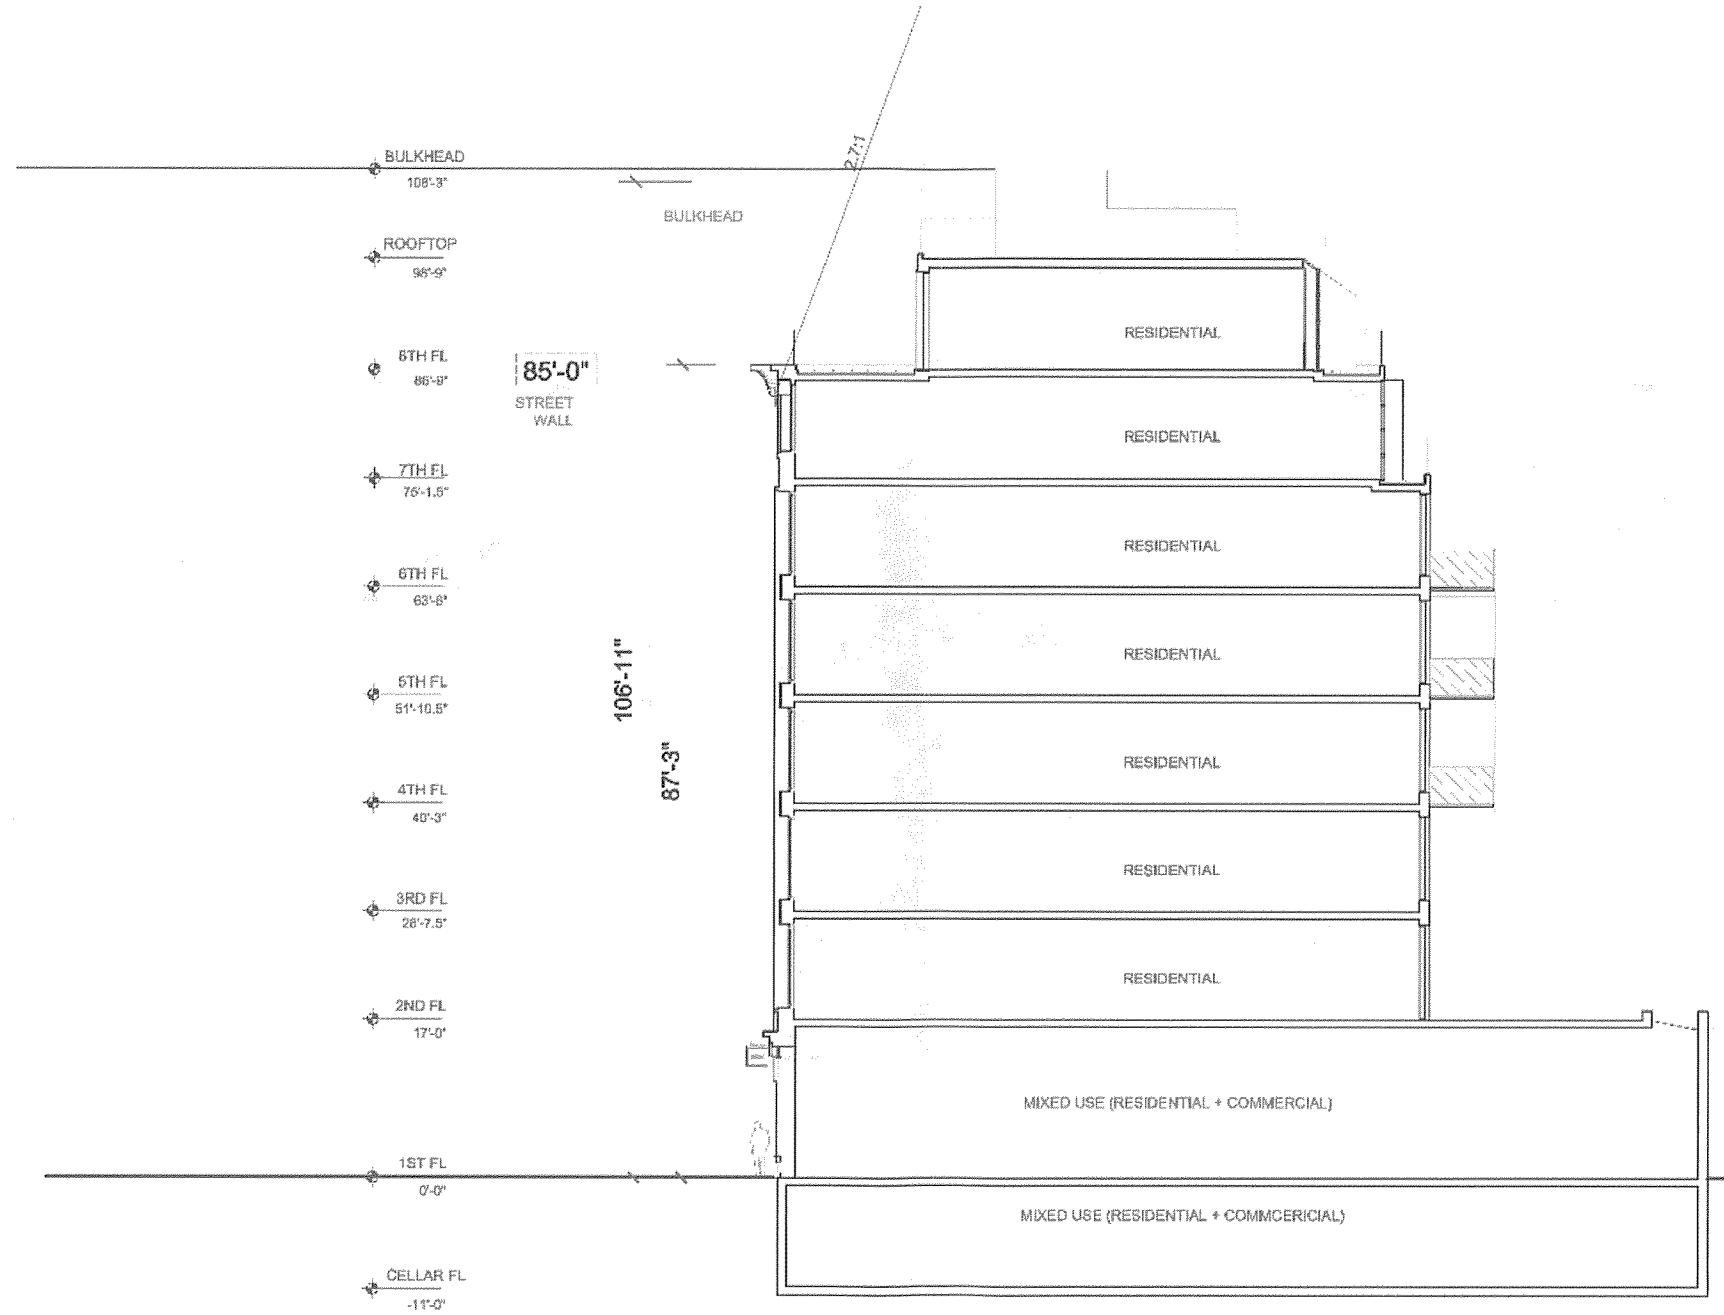 2.7:1
BULKHEAD
108'-3"
BULKHEAD
ROOFTOP
98'-9"
RESIDENTIAL
8TH FL
86'-9"
85'-0"
STREET
WALL
RESIDENTIAL
7TH FL
75'-1.5"
RESIDENTIAL
6TH FL
63'-6"
106'-11"
RESIDENTIAL
5TH FL
51'-10.5"
87'-3"
RESIDENTIAL
4TH FL
40'-3"
RESIDENTIAL
3RD FL
28'-7.5"
RESIDENTIAL
2ND FL
17'-0"
MIXED USE (RESIDENTIAL + COMMERCIAL)
1ST FL
0'-0"
MIXED USE (RESIDENTIAL + COMMCERICIAL)
CELLAR FL
-11'-0"